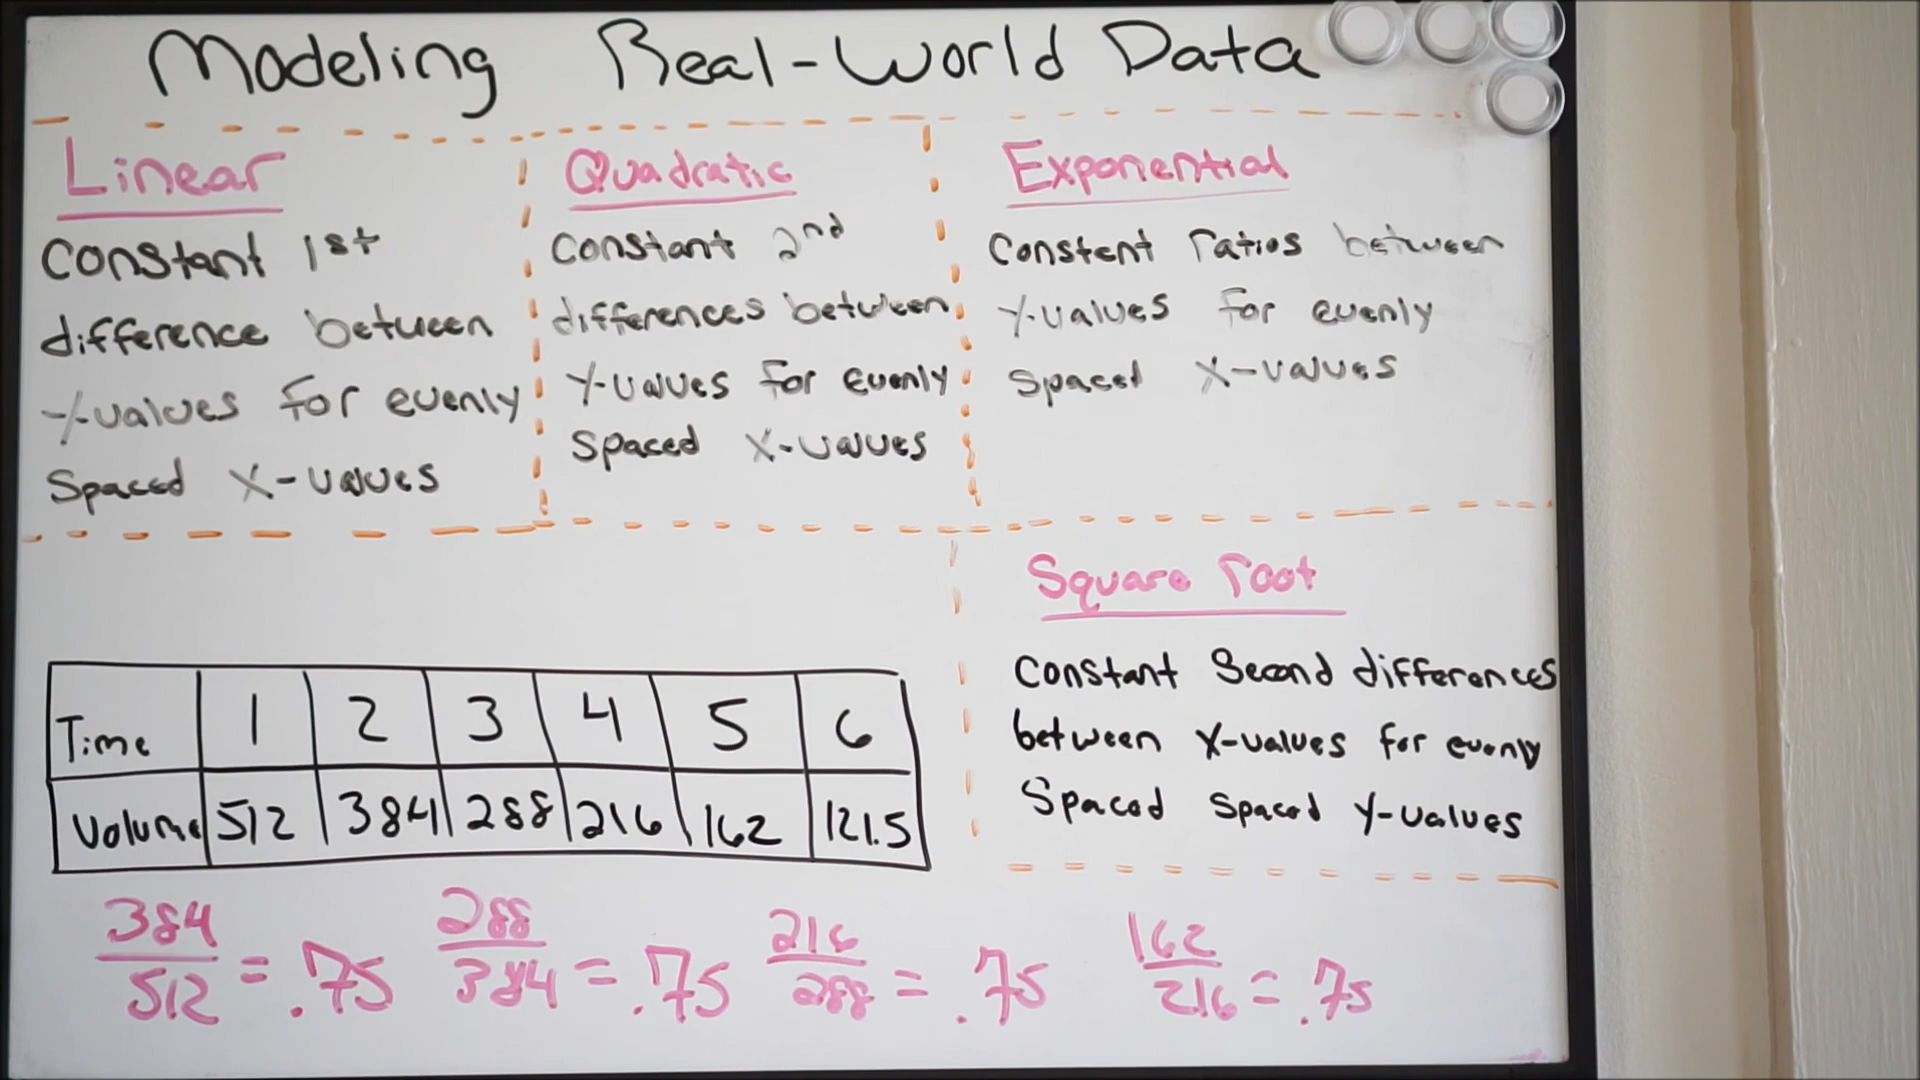 Modeling Real-World Data
Linear
Constant 1st
difference between
Y-values for evenly
Spaced X-values
Quadratic
Constant 2nd
differences between
Y-values for evenly
Spaced X-values
Exponential
Constent ratios between
Y-values for evenly
Spaced X-values
Square root
Constant Second differences
between X-values for evenly
Spaced Spaced Y-values
Time 1 2 3 4 5 6
Volume 512 384 288 216 162 121.5
384/512 = .75 288/384 = .75 216/288 = .75 162/216 = .75